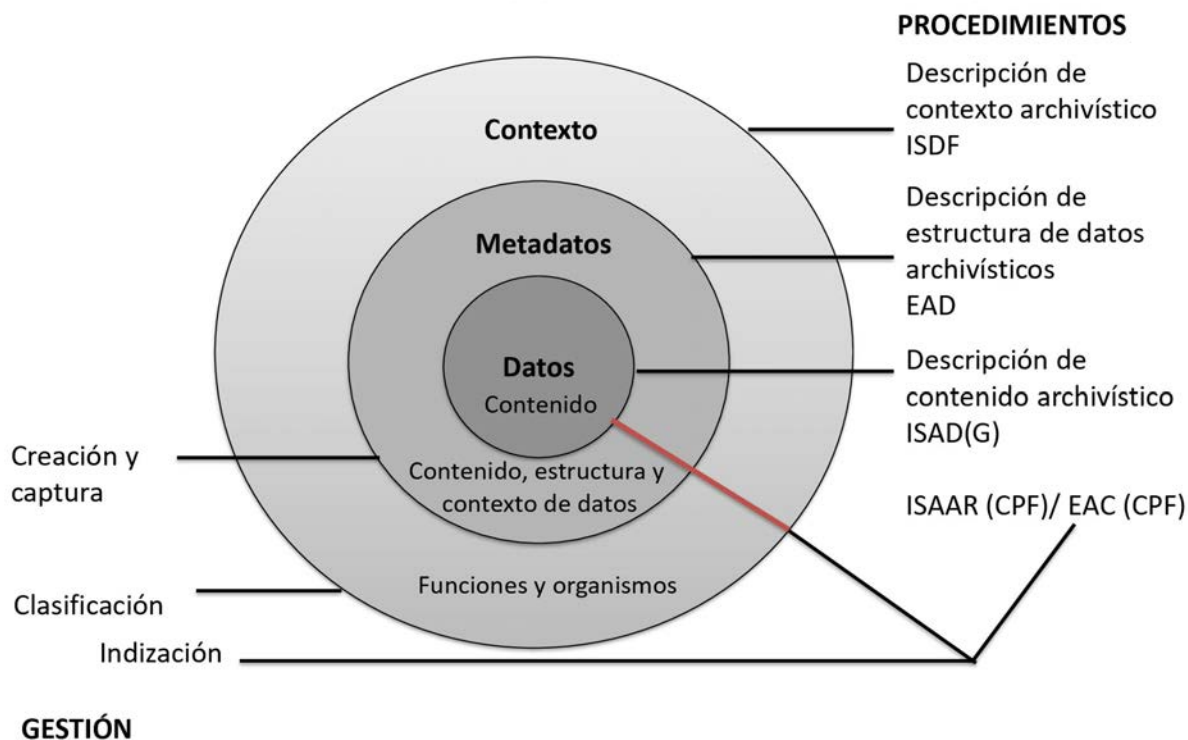 PROCEDIMIENTOS
Descripción de
contexto archivístico
ISDF
Descripción de
estructura de datos
archivísticos
EAD
Descripción de
contenido archivístico
ISAD(G)
ISAAR (CPF)/ EAC (CPF)
Contexto
Metadatos
Datos
Contenido
Contenido, estructura y
contexto de datos
Funciones y organismos
Creación y
captura
Clasificación
Indización
GESTIÓN